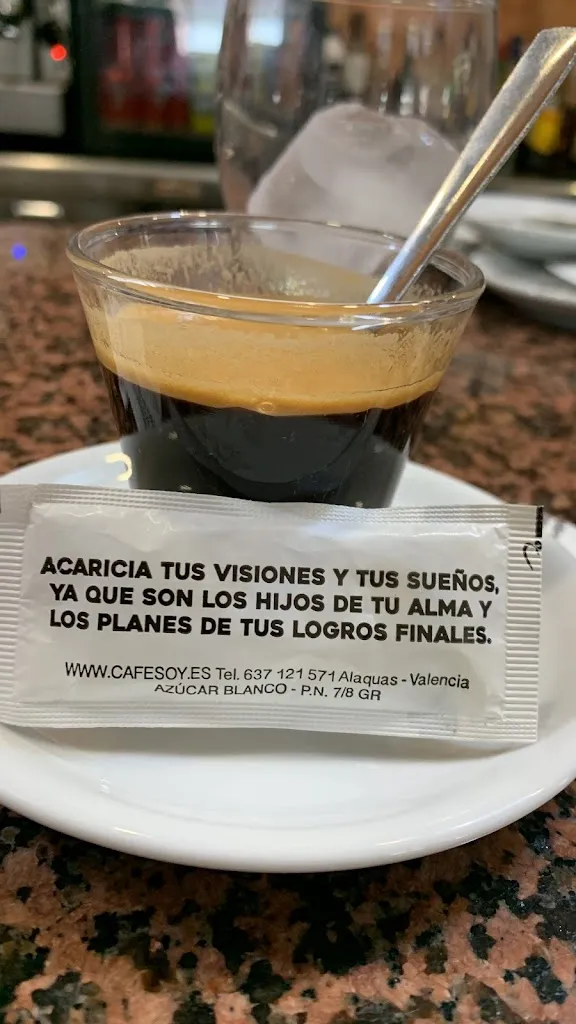 ACARICIA TUS VISIONES Y TUS SUEÑOS,
YA QUE SON LOS HIJOS DE TU ALMA Y
LOS PLANES DE TUS LOGROS FINALES.
WWW.CAFESOY.ES Tel. 637 121 571 Alaquas - Valencia
AZÚCAR BLANCO - P.N. 7/8 GR